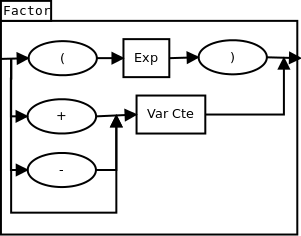 Factor
( Exp )
+ Var Cte
-